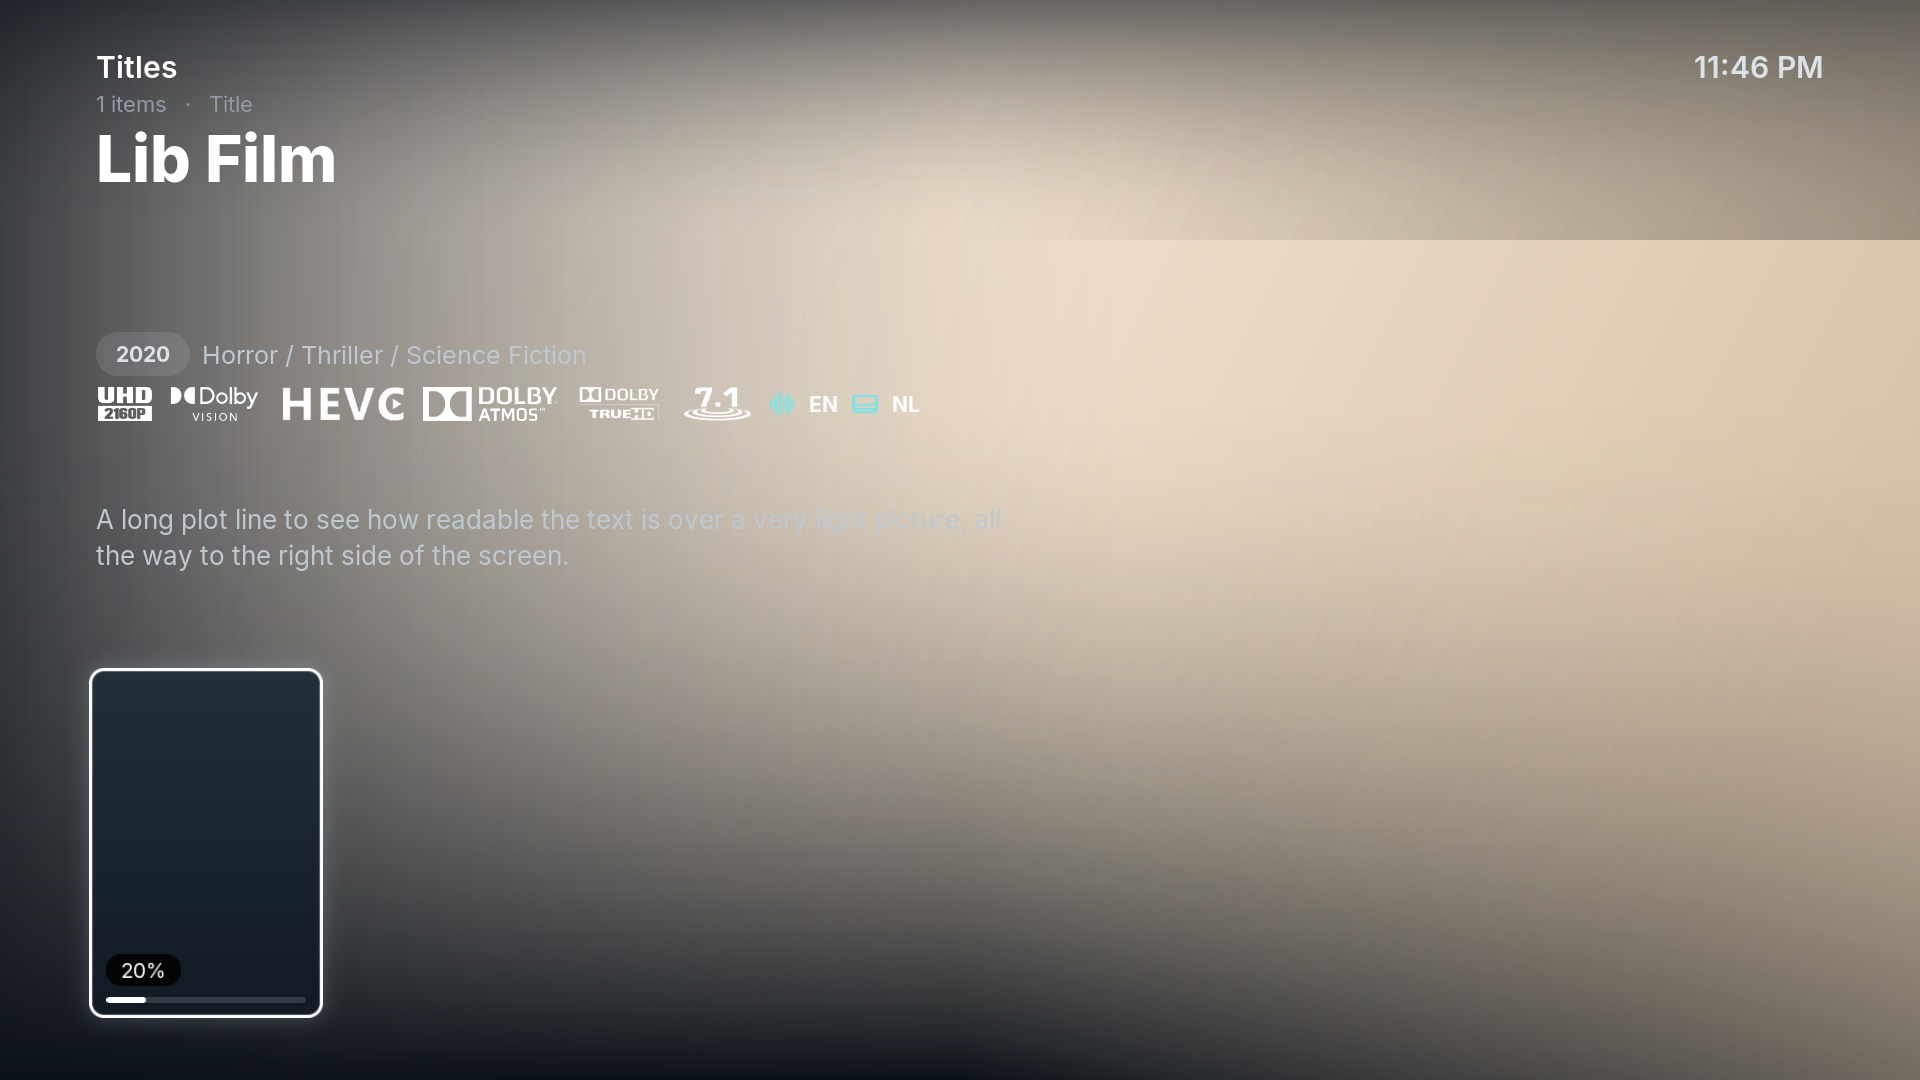 Titles
11:46 PM
1 items · Title
Lib Film
2020 Horror / Thriller / Science Fiction
UHD 2160P Dolby VISION HEVC DOLBY ATMOS™ DOLBY TRUEHD 7.1 EN NL
A long plot line to see how readable the text is over a very light picture, all
the way to the right side of the screen.
20%